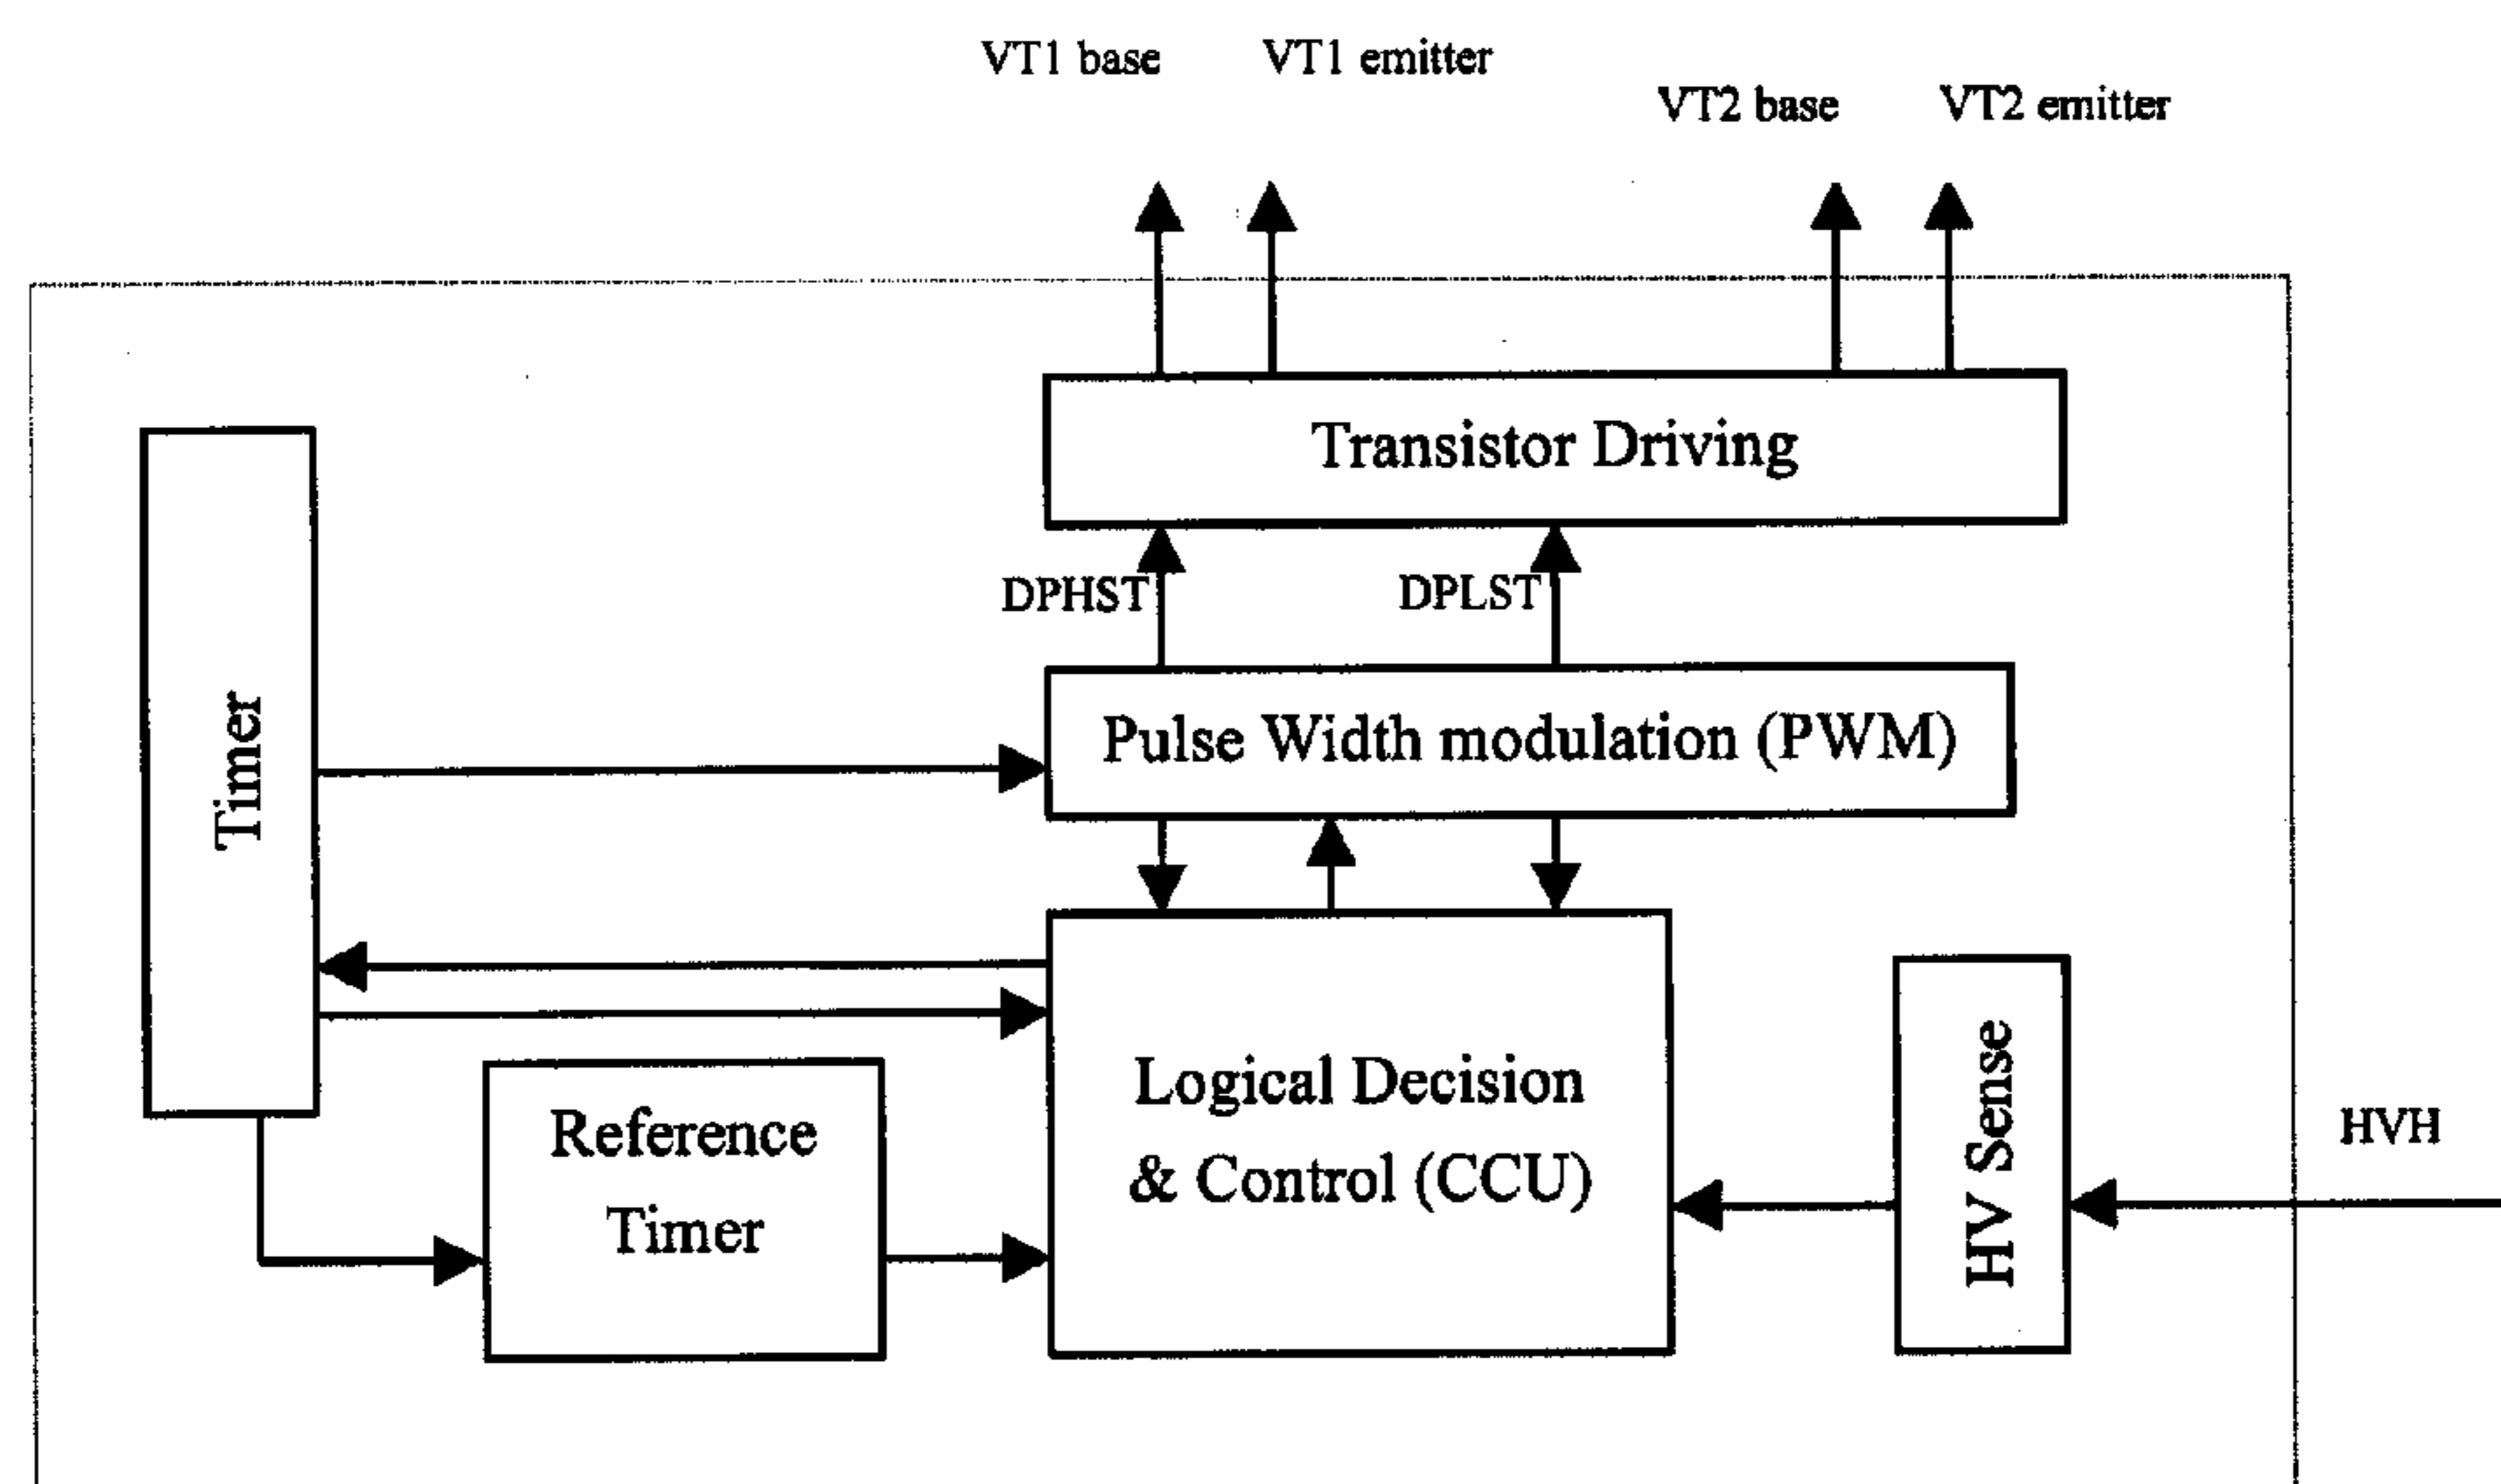 VT1 base
VT1 emitter
VT2 base
VT2 emitter
Transistor Driving
DPHST
DPLST
Timer
Pulse Width modulation (PWM)
Reference
Timer
Logical Decision
& Control (CCU)
HV Sense
HVH